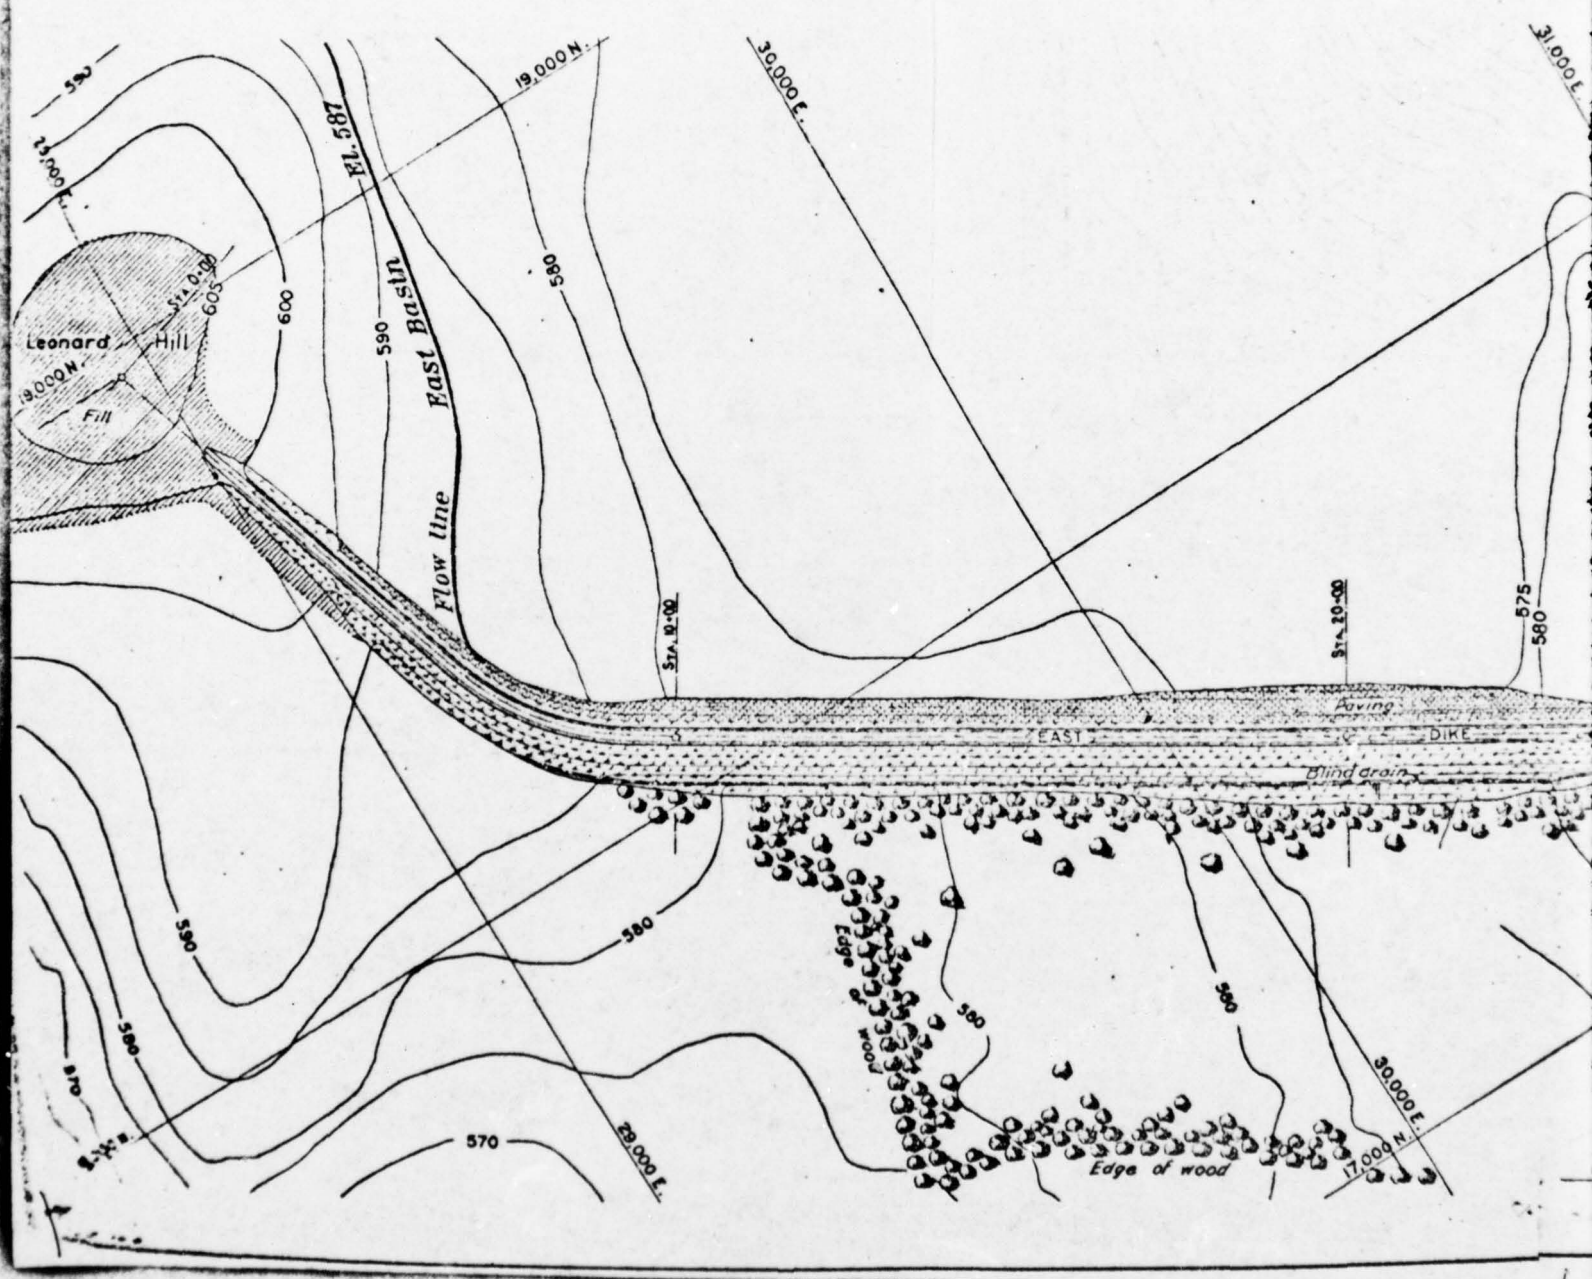 590
19,000 N.
30,000 E.
31,000 E.
El. 587
29,000 E.
580
STA. 0+00
605
600
590
East Basin
Leonard Hill
19,000 N.
Fill
Flow line
STA. 10+00
STA. 20+00
575
580
Paving
EAST DIKE
Blind drain
590
580
Edge of wood
580
580
580
570
30,000 E.
570
29,000 E.
17,000 N.
Edge of wood